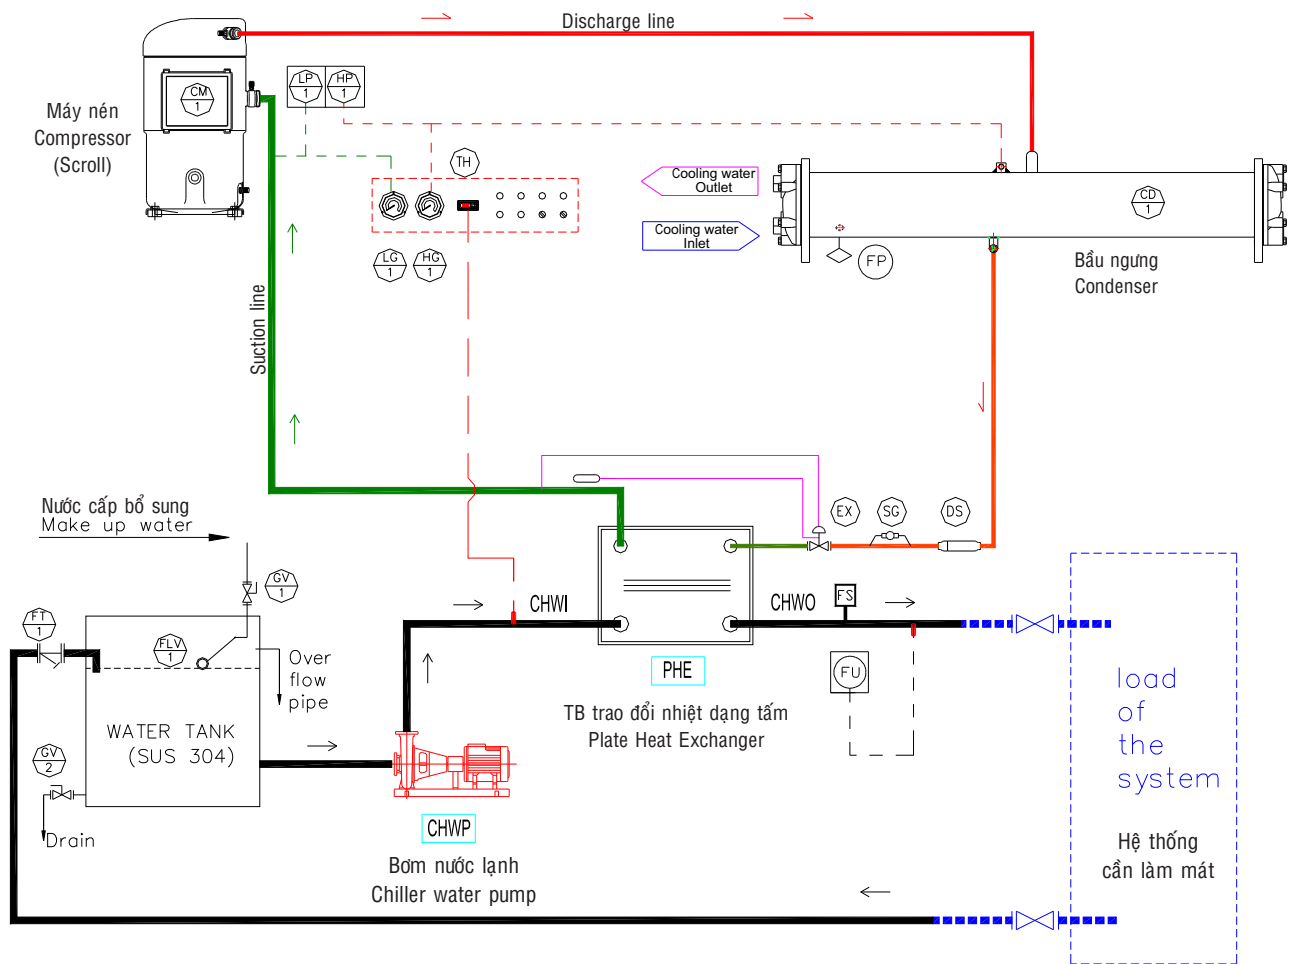 Discharge line
CM
1
LP
1
HP
1
Máy nén
Compressor
(Scroll)
TH
Cooling water
Outlet
Cooling water
Inlet
CD
1
FP
LG
1
HG
1
Bầu ngưng
Condenser
Suction line
Nước cấp bổ sung
Make up water
EX
SG
DS
GV
1
FT
1
FLV
1
Over
flow
pipe
CHWI
CHWO
FS
PHE
FU
TB trao đổi nhiệt dạng tấm
Plate Heat Exchanger
WATER TANK
(SUS 304)
GV
2
Drain
CHWP
Bơm nước lạnh
Chiller water pump
load
of
the
system
Hệ thống
cần làm mát